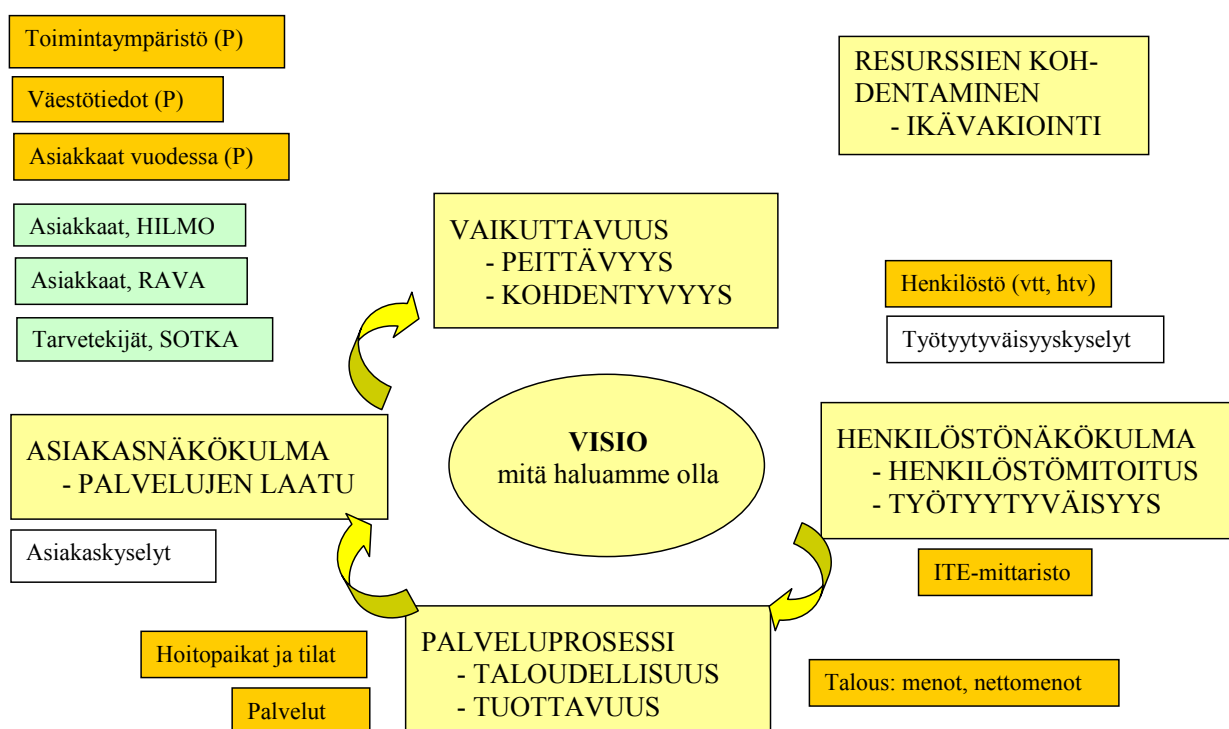 Toimintaympäristö (P)
Väestötiedot (P)
Asiakkaat vuodessa (P)
RESURSSIEN KOH-
DENTAMINEN
- IKÄVAKIOINTI
Asiakkaat, HILMO
Asiakkaat, RAVA
Tarvetekijät, SOTKA
VAIKUTTAVUUS
- PEITTÄVYYS
- KOHDENTYVYYS
Henkilöstö (vtt, htv)
Työtyytyväisyyskyselyt
ASIAKASNÄKÖKULMA
- PALVELUJEN LAATU
VISIO
mitä haluamme olla
HENKILÖSTÖNÄKÖKULMA
- HENKILÖSTÖMITOITUS
- TYÖTYYTYVÄISYYS
Asiakaskyselyt
ITE-mittaristo
Hoitopaikat ja tilat
Palvelut
PALVELUPROSESSI
- TALOUDELLISUUS
- TUOTTAVUUS
Talous: menot, nettomenot